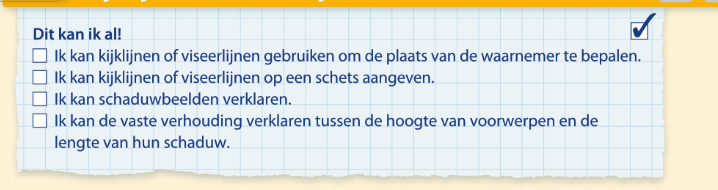 Dit kan ik al!
Ik kan kijklijnen of viseerlijnen gebruiken om de plaats van de waarnemer te bepalen.
Ik kan kijklijnen of viseerlijnen op een schets aangeven.
Ik kan schaduwbeelden verklaren.
Ik kan de vaste verhouding verklaren tussen de hoogte van voorwerpen en de
lengte van hun schaduw.